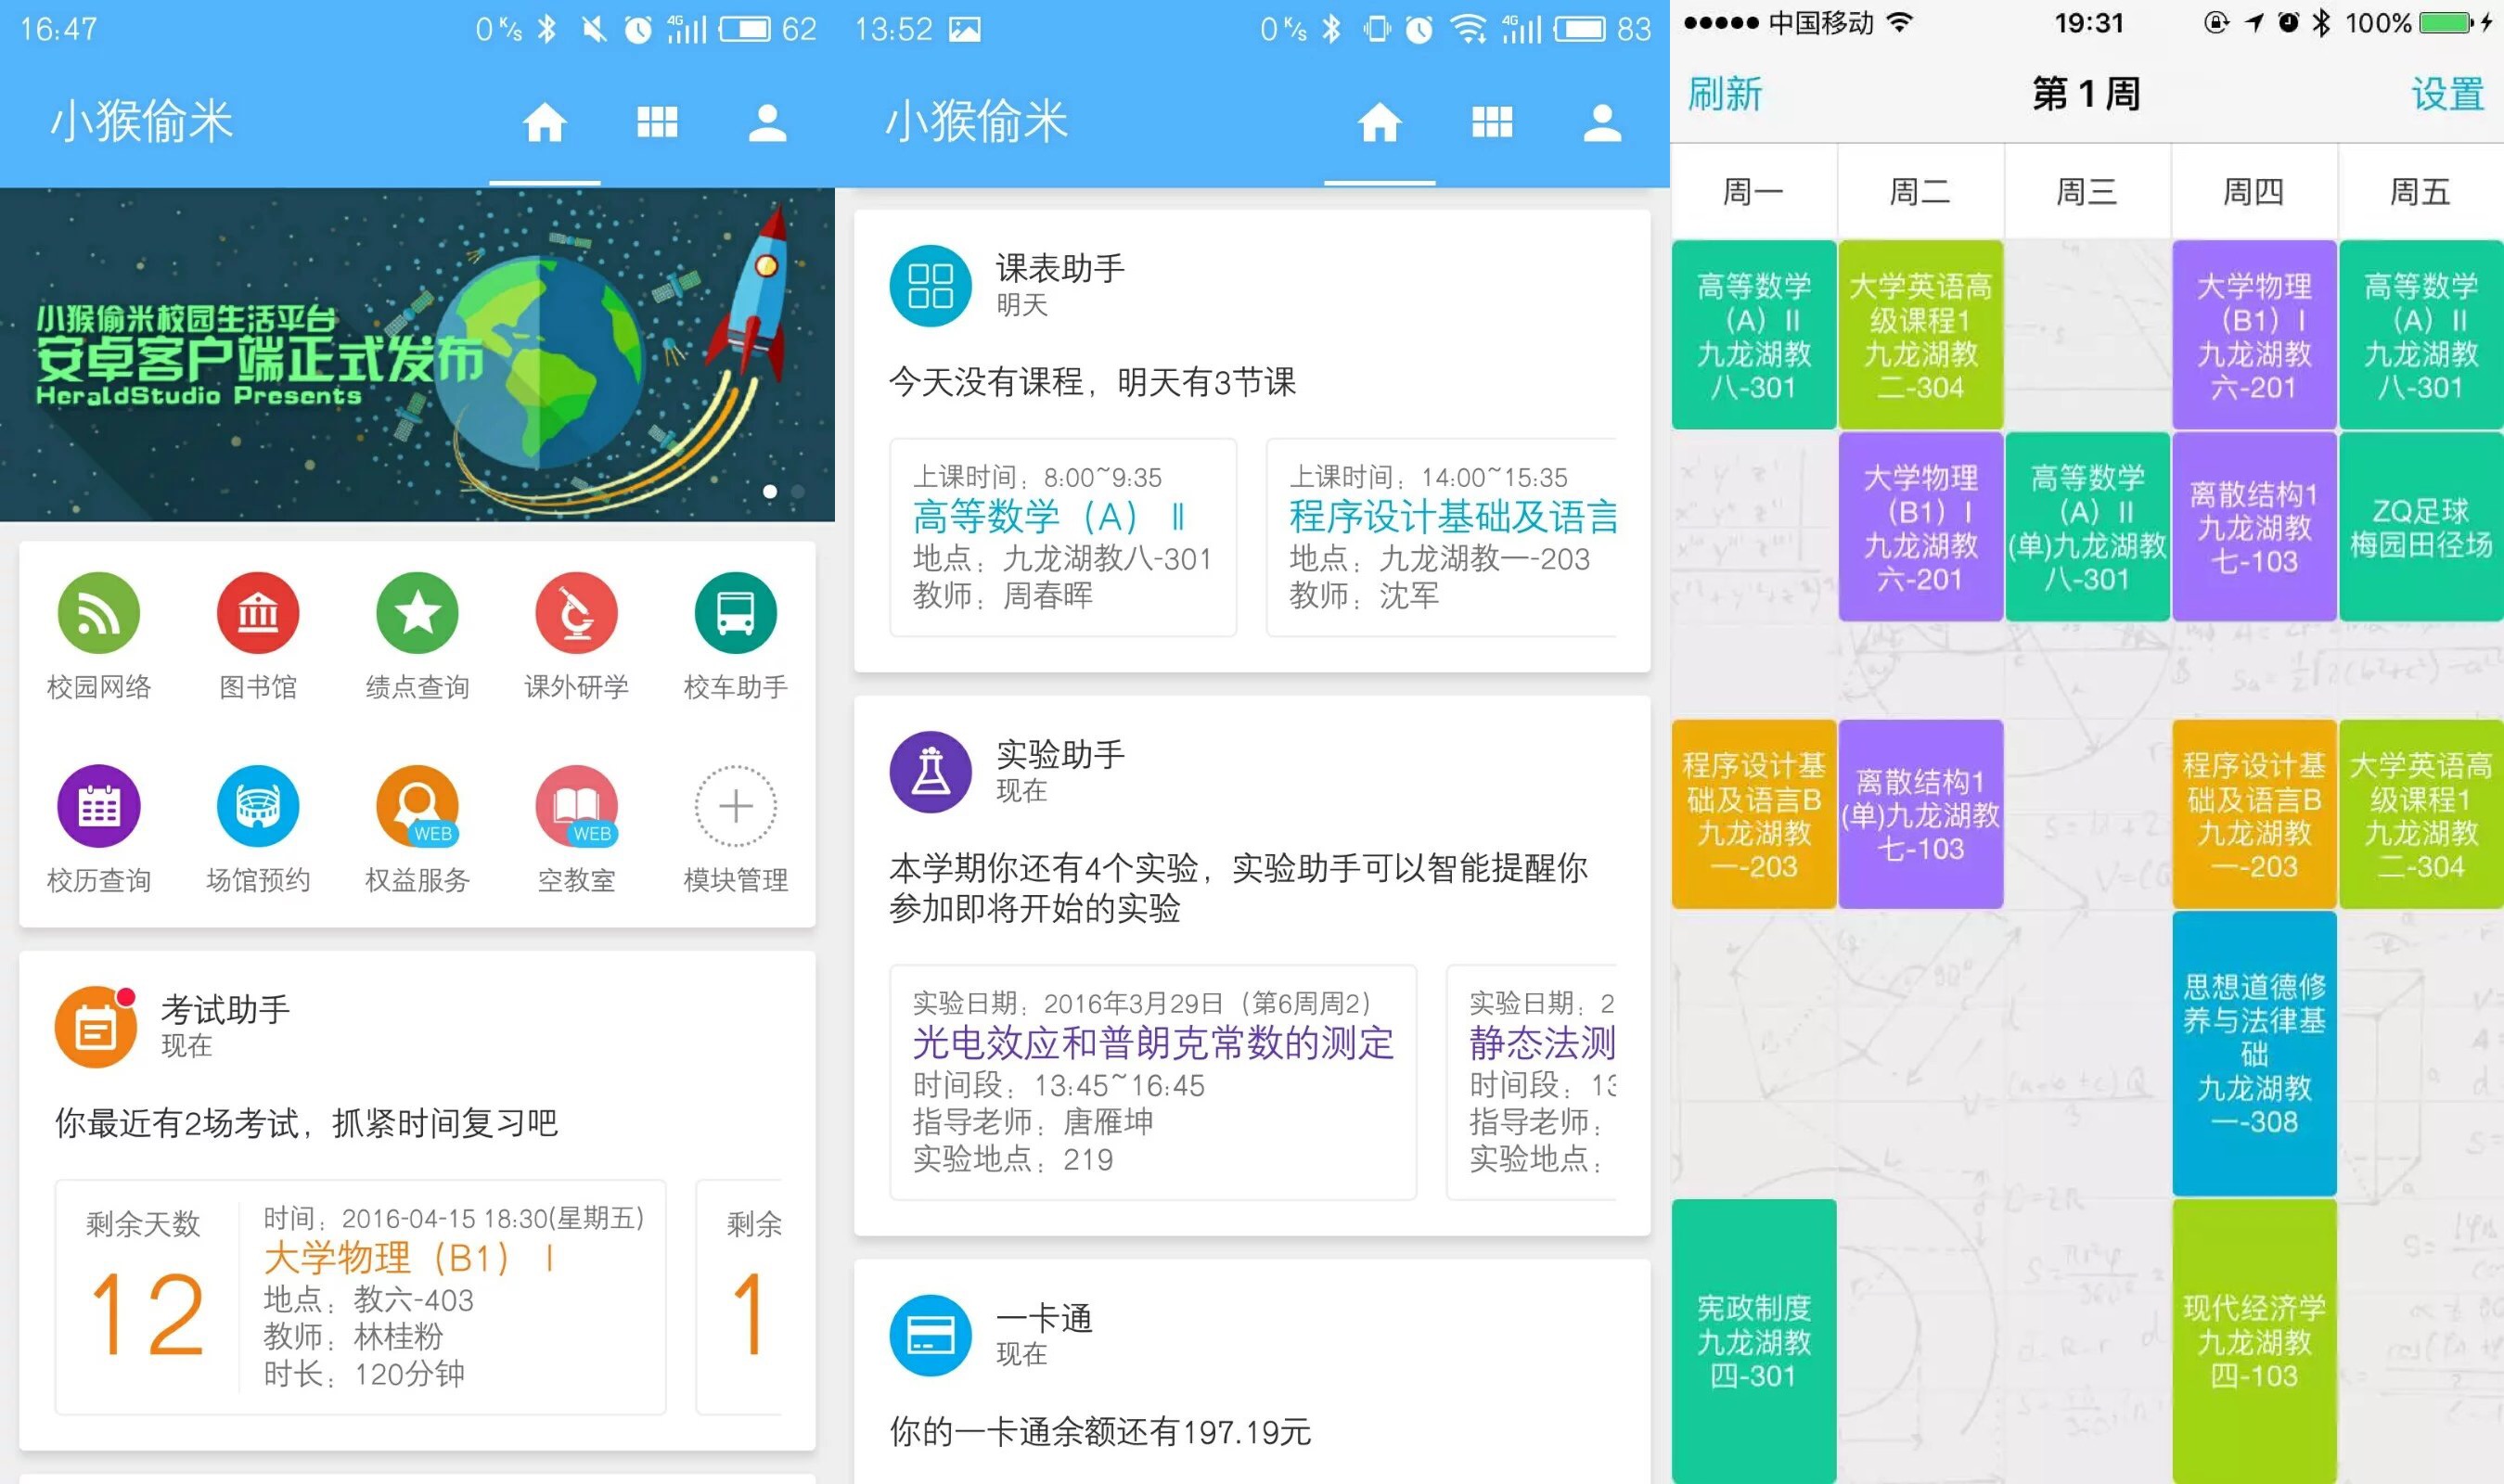 16:47
0 K/s 4G 62
小猴偷米
小猴偷米校园生活平台
安卓客户端正式发布
HeraldStudio Presents
校园网络 图书馆 绩点查询 课外研学 校车助手
WEB WEB
校历查询 场馆预约 权益服务 空教室 模块管理
考试助手
现在
你最近有2场考试，抓紧时间复习吧
剩余天数
12
时间：2016-04-15 18:30(星期五)
大学物理（B1） I
地点：教六-403
教师：林桂粉
时长：120分钟
剩余
1
13:52
0 K/s 4G 83
小猴偷米
课表助手
明天
今天没有课程，明天有3节课
上课时间：8:00~9:35
高等数学（A） II
地点：九龙湖教八-301
教师：周春晖
上课时间：14:00~15:35
程序设计基础及语言
地点：九龙湖教一-203
教师：沈军
实验助手
现在
本学期你还有4个实验，实验助手可以智能提醒你
参加即将开始的实验
实验日期：2016年3月29日（第6周周2）
光电效应和普朗克常数的测定
时间段：13:45~16:45
指导老师：唐雁坤
实验地点：219
实验日期：2
静态法测
时间段：13
指导老师：
实验地点：
一卡通
现在
你的一卡通余额还有197.19元
中国移动 19:31 100%
刷新 第 1 周 设置
周一 周二 周三 周四 周五
高等数学
（A） II
九龙湖教
八-301
大学英语高
级课程1
九龙湖教
二-304
大学物理
（B1） I
九龙湖教
六-201
高等数学
（A） II
九龙湖教
八-301
大学物理
（B1） I
九龙湖教
六-201
高等数学
（A） II
(单)九龙湖教
八-301
离散结构1
九龙湖教
七-103
ZQ足球
梅园田径场
程序设计基
础及语言B
九龙湖教
一-203
离散结构1
(单)九龙湖教
七-103
程序设计基
础及语言B
九龙湖教
一-203
大学英语高
级课程1
九龙湖教
二-304
思想道德修
养与法律基
础
九龙湖教
一-308
宪政制度
九龙湖教
四-301
现代经济学
九龙湖教
四-103